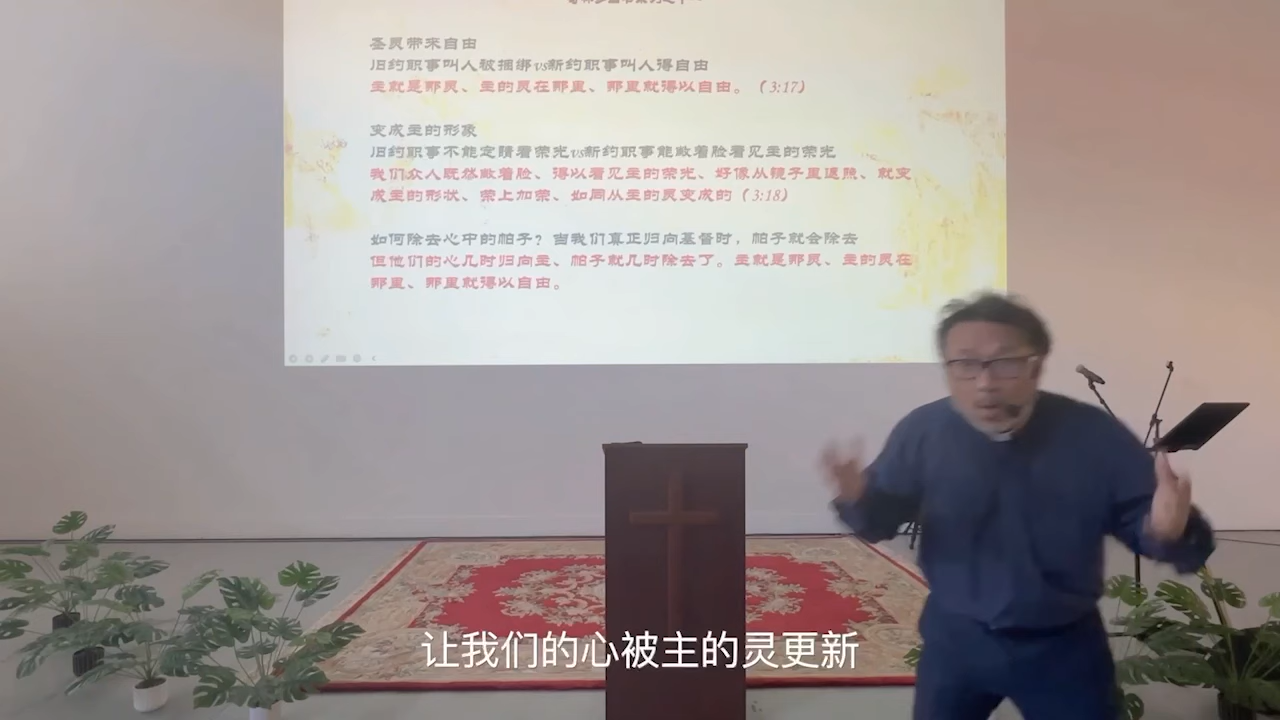 圣灵带来自由
旧约职事叫人被捆绑vs新约职事叫人得自由
主就是那灵、主的灵在那里、那里就得以自由。（3:17）
变成主的形象
旧约职事不能定睛看荣光vs新约职事能敞着脸看见主的荣光
我们众人既然敞着脸、得以看见主的荣光、好像从镜子里返照、就变
成主的形状、荣上加荣、如同从主的灵变成的（3:18）
如何除去心中的帕子？当我们真正归向基督时，帕子就会除去
但他们的心几时归向主、帕子就几时除去了。主就是那灵、主的灵在
那里、那里就得以自由。
让我们的心被主的灵更新